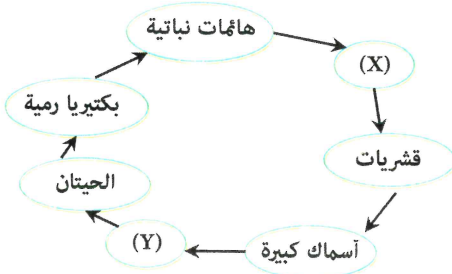 هائمات نباتية
(X)
قشريات
أسماك كبيرة
(Y)
الحيتان
بكتيريا رمية